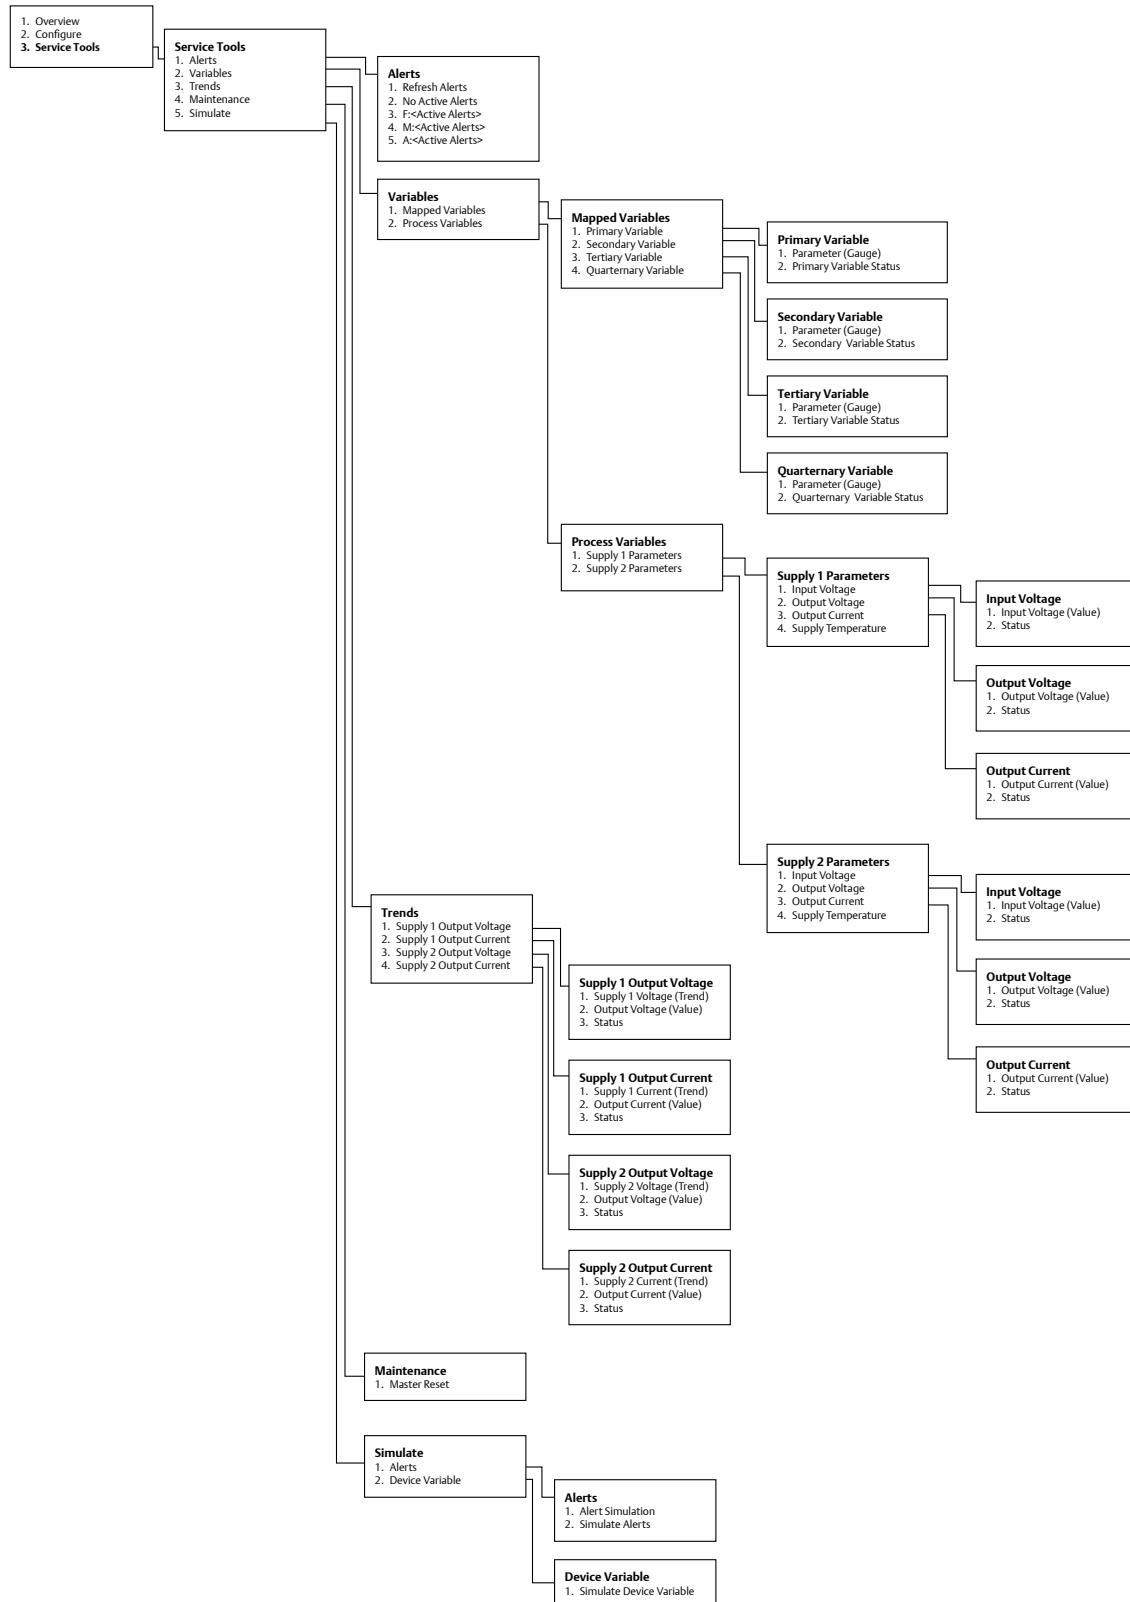 1. Overview
2. Configure
3. Service Tools
Service Tools
1. Alerts
2. Variables
3. Trends
4. Maintenance
5. Simulate
Alerts
1. Refresh Alerts
2. No Active Alerts
3. F:<Active Alerts>
4. M:<Active Alerts>
5. A:<Active Alerts>
Variables
1. Mapped Variables
2. Process Variables
Mapped Variables
1. Primary Variable
2. Secondary Variable
3. Tertiary Variable
4. Quarternary Variable
Primary Variable
1. Parameter (Gauge)
2. Primary Variable Status
Secondary Variable
1. Parameter (Gauge)
2. Secondary Variable Status
Tertiary Variable
1. Parameter (Gauge)
2. Tertiary Variable Status
Quarternary Variable
1. Parameter (Gauge)
2. Quarternary Variable Status
Process Variables
1. Supply 1 Parameters
2. Supply 2 Parameters
Supply 1 Parameters
1. Input Voltage
2. Output Voltage
3. Output Current
4. Supply Temperature
Input Voltage
1. Input Voltage (Value)
2. Status
Output Voltage
1. Output Voltage (Value)
2. Status
Output Current
1. Output Current (Value)
2. Status
Supply 2 Parameters
1. Input Voltage
2. Output Voltage
3. Output Current
4. Supply Temperature
Input Voltage
1. Input Voltage (Value)
2. Status
Output Voltage
1. Output Voltage (Value)
2. Status
Output Current
1. Output Current (Value)
2. Status
Trends
1. Supply 1 Output Voltage
2. Supply 1 Output Current
3. Supply 2 Output Voltage
4. Supply 2 Output Current
Supply 1 Output Voltage
1. Supply 1 Voltage (Trend)
2. Output Voltage (Value)
3. Status
Supply 1 Output Current
1. Supply 1 Current (Trend)
2. Output Current (Value)
3. Status
Supply 2 Output Voltage
1. Supply 2 Voltage (Trend)
2. Output Voltage (Value)
3. Status
Supply 2 Output Current
1. Supply 2 Current (Trend)
2. Output Current (Value)
3. Status
Maintenance
1. Master Reset
Simulate
1. Alerts
2. Device Variable
Alerts
1. Alert Simulation
2. Simulate Alerts
Device Variable
1. Simulate Device Variable